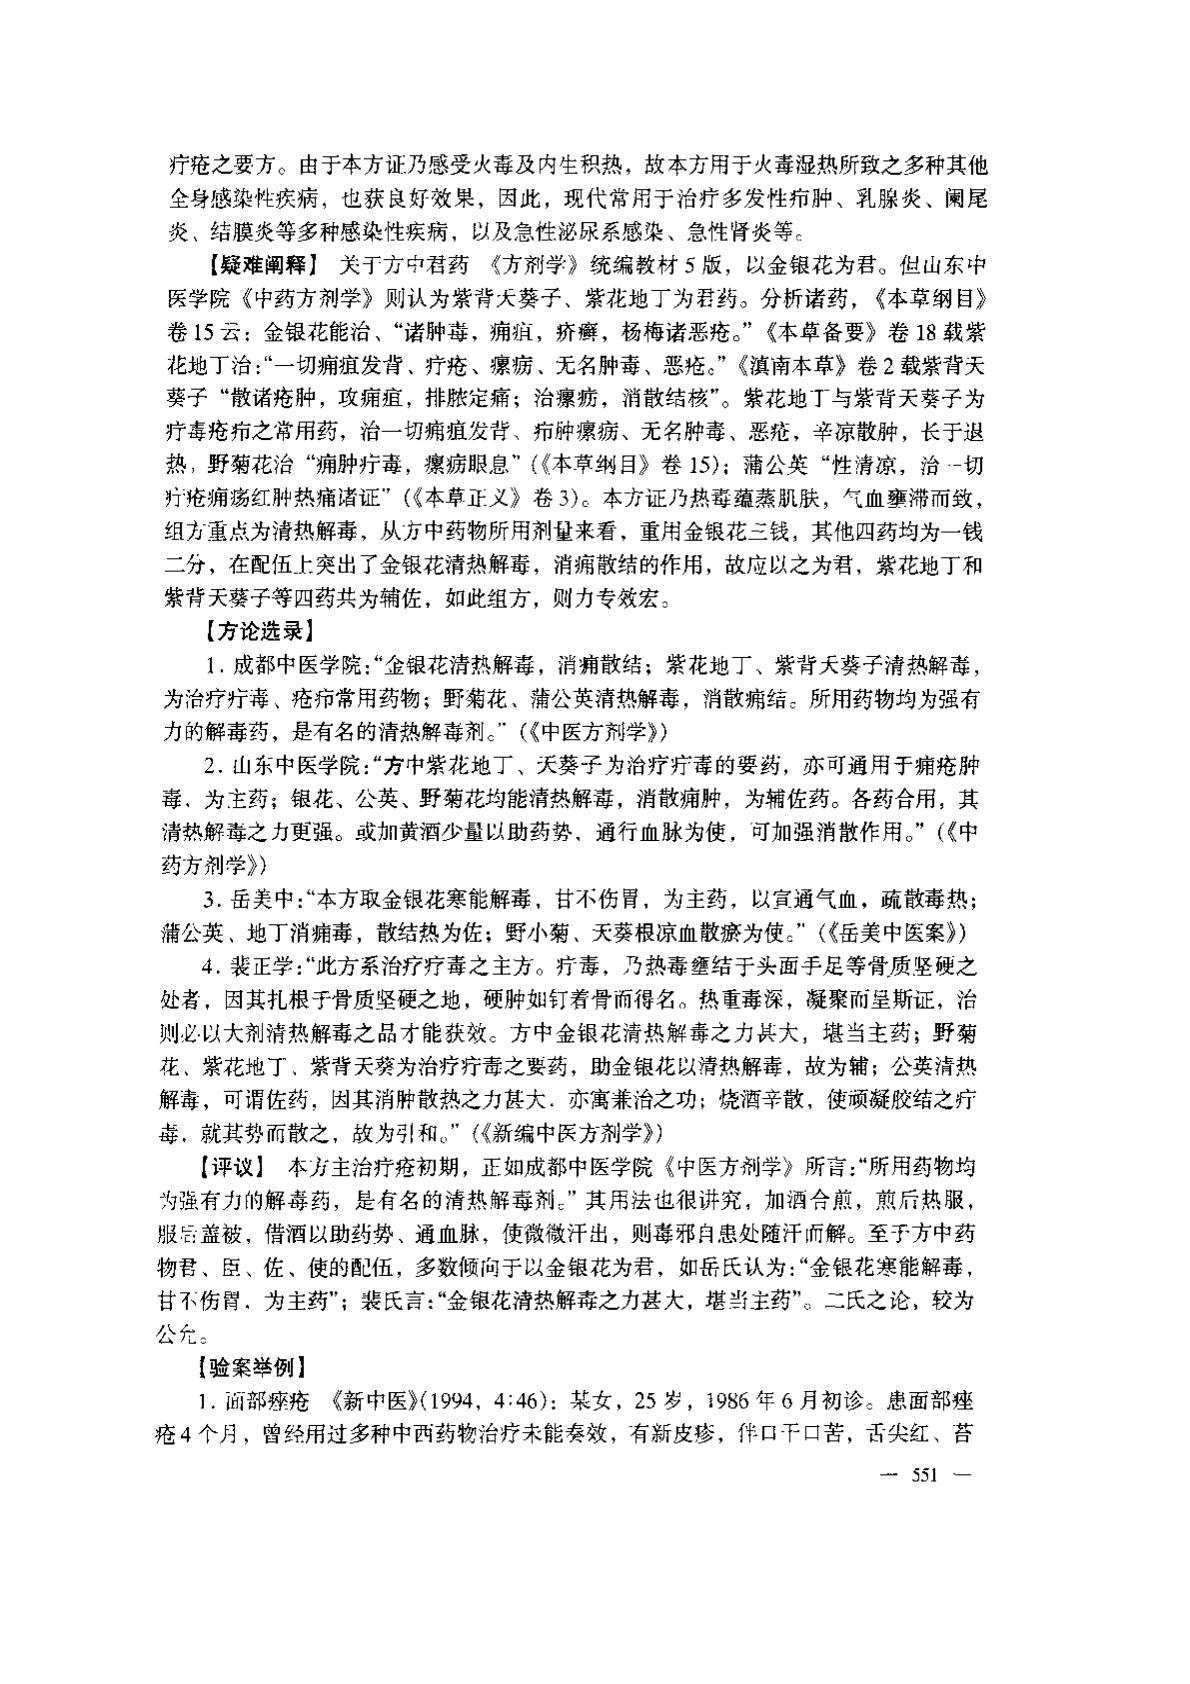 疔疮之要方。由于本方证乃感受火毒及内生积热，故本方用于火毒湿热所致之多种其他
全身感染性疾病，也获良好效果，因此，现代常用于治疗多发性疖肿、乳腺炎、阑尾
炎、结膜炎等多种感染性疾病，以及急性泌尿系感染、急性肾炎等。
【疑难阐释】 关于方中君药 《方剂学》统编教材5版，以金银花为君。但山东中
医学院《中药方剂学》则认为紫背天葵子、紫花地丁为君药。分析诸药，《本草纲目》
卷15云：金银花能治、“诸肿毒，痈疽，疥癣，杨梅诸恶疮。”《本草备要》卷18载紫
花地丁治：“一切痈疽发背、疔疮、瘰疬、无名肿毒、恶疮。”《滇南本草》卷2载紫背天
葵子“散诸疮肿，攻痈疽，排脓定痛；治瘰疬，消散结核”。紫花地丁与紫背天葵子为
疔毒疮疖之常用药，治一切痈疽发背、疖肿瘰疬、无名肿毒、恶疮，辛凉散肿，长于退
热，野菊花治“痈肿疔毒，瘰疬眼息”（《本草纲目》卷15）；蒲公英“性清凉，治一切
疔疮痈疡红肿热痛诸证”（《本草正义》卷3）。本方证乃热毒蕴蒸肌肤，气血壅滞而致，
组方重点为清热解毒，从方中药物所用剂量来看，重用金银花三钱，其他四药均为一钱
二分，在配伍上突出了金银花清热解毒，消痈散结的作用，故应以之为君，紫花地丁和
紫背天葵子等四药共为辅佐，如此组方，则力专效宏。
【方论选录】
1. 成都中医学院：“金银花清热解毒，消痈散结；紫花地丁、紫背天葵子清热解毒，
为治疗疔毒、疮疖常用药物；野菊花、蒲公英清热解毒，消散痈结。所用药物均为强有
力的解毒药，是有名的清热解毒剂。”（《中医方剂学》）
2. 山东中医学院：“方中紫花地丁、天葵子为治疗疔毒的要药，亦可通用于痈疮肿
毒，为主药；银花、公英、野菊花均能清热解毒，消散痈肿，为辅佐药。各药合用，其
清热解毒之力更强。或加黄酒少量以助药势，通行血脉为使，可加强消散作用。”（《中
药方剂学》）
3. 岳美中：“本方取金银花寒能解毒，甘不伤胃，为主药，以宣通气血，疏散毒热；
蒲公英、地丁消痈毒，散结热为佐；野小菊、天葵根凉血散瘀为使。”（《岳美中医案》）
4. 裴正学：“此方系治疗疗毒之主方。疔毒，乃热毒壅结于头面手足等骨质坚硬之
处者，因其扎根于骨质坚硬之地，硬肿如钉着骨而得名。热重毒深，凝聚而呈斯证，治
则必以大剂清热解毒之品才能获效。方中金银花清热解毒之力甚大，堪当主药；野菊
花、紫花地丁、紫背天葵为治疗疔毒之要药，助金银花以清热解毒，故为辅；公英清热
解毒，可谓佐药，因其消肿散热之力甚大．亦寓兼治之功；烧酒辛散，使顽凝胶结之疔
毒，就其势而散之，故为引和。”（《新编中医方剂学》）
【评议】 本方主治疗疮初期，正如成都中医学院《中医方剂学》所言：“所用药物均
为强有力的解毒药，是有名的清热解毒剂。”其用法也很讲究，加酒合煎，煎后热服，
服后盖被，借酒以助药势、通血脉，使微微汗出，则毒邪自患处随汗而解。至于方中药
物君、臣、佐、使的配伍，多数倾向于以金银花为君，如岳氏认为：“金银花寒能解毒，
甘不伤胃．为主药”；裴氏言：“金银花清热解毒之力甚大，堪当主药”。二氏之论，较为
公允。
【验案举例】
1. 面部痤疮 《新中医》（1994，4:46）：某女，25岁，1986年6月初诊。患面部痤
疮4个月，曾经用过多种中西药物治疗未能奏效，有新皮疹，伴口干口苦，舌尖红、苔
— 551 —